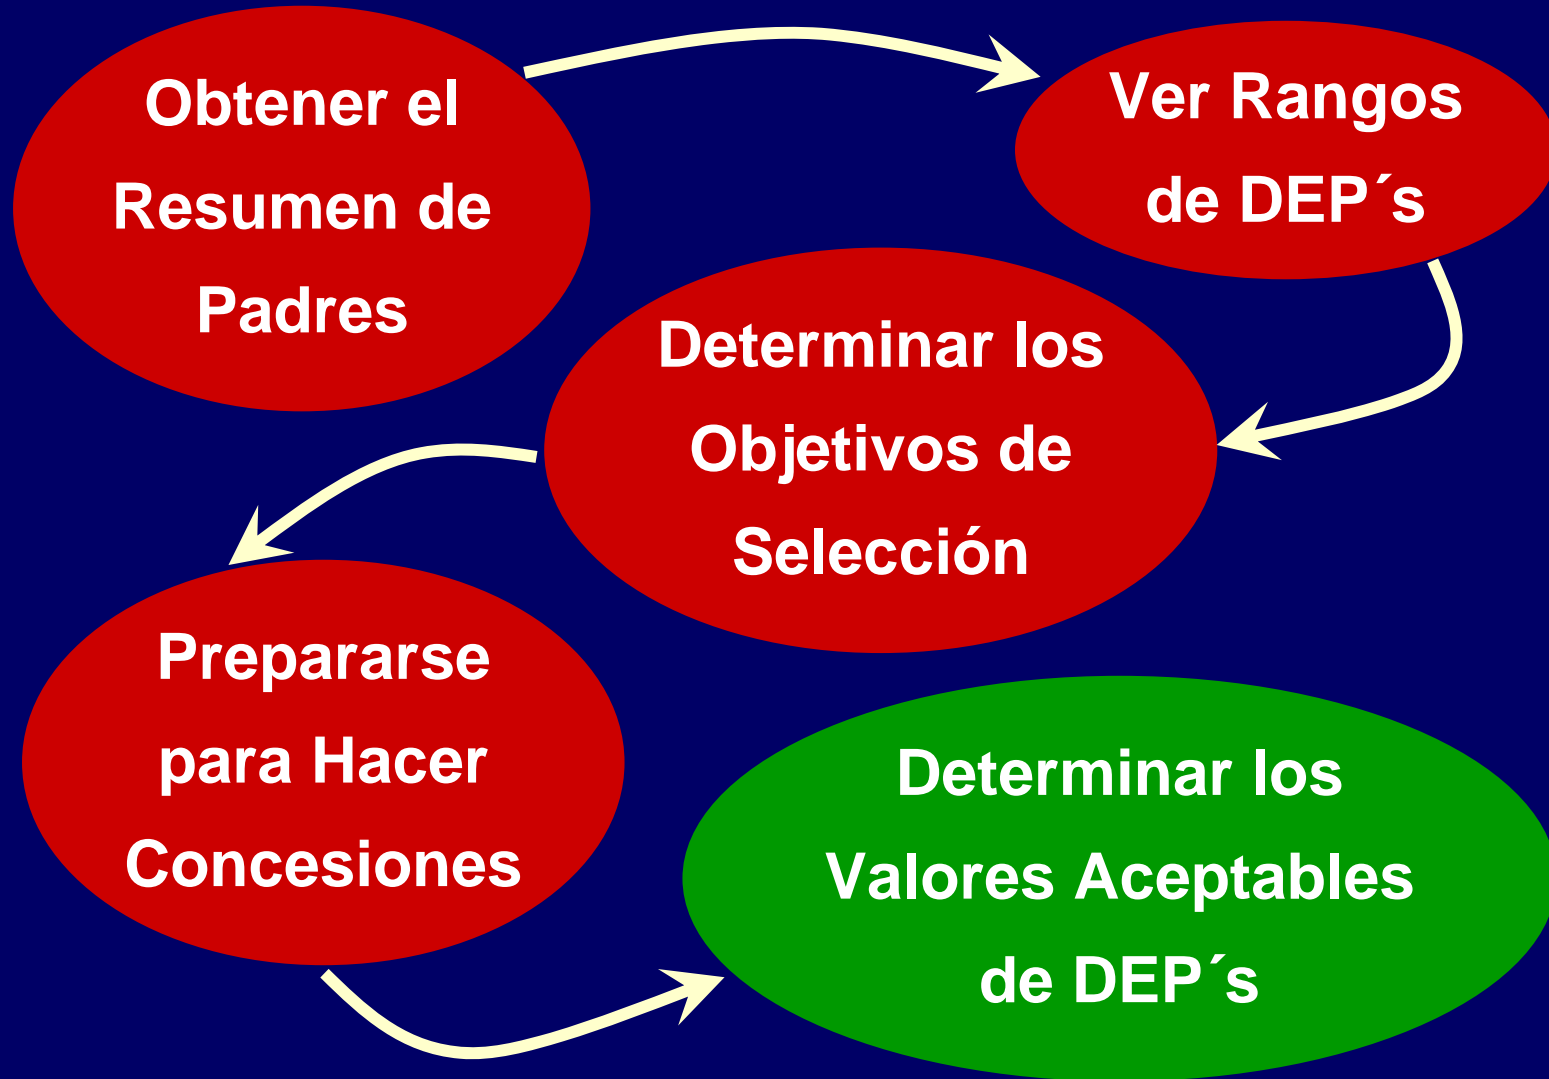 Obtener el
Resumen de
Padres
Ver Rangos
de DEP´s
Determinar los
Objetivos de
Selección
Prepararse
para Hacer
Concesiones
Determinar los
Valores Aceptables
de DEP´s